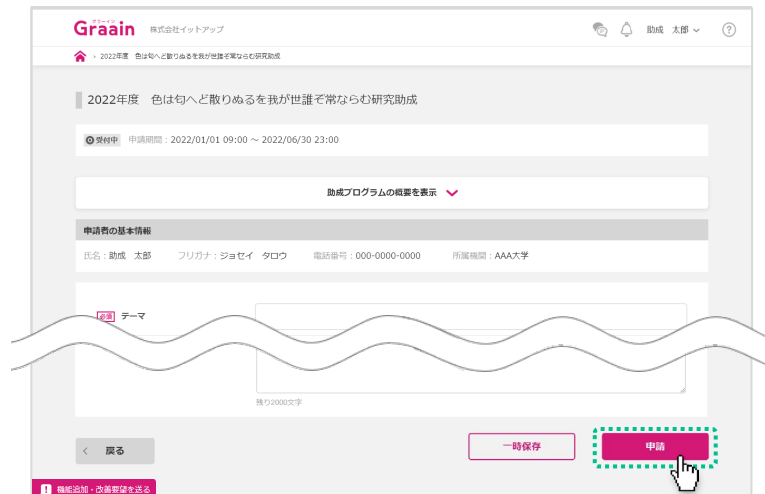 グラーイン
Graain 株式会社イットアップ 助成 太郎
2022年度 色は匂へど散りぬるを我が世誰ぞ常ならむ研究助成
2022年度 色は匂へど散りぬるを我が世誰ぞ常ならむ研究助成
受付中 申請期間：2022/01/01 09:00 ～ 2022/06/30 23:00
助成プログラムの概要を表示
申請者の基本情報
氏名：助成 太郎 フリガナ：ジョセイ タロウ 電話番号：000-0000-0000 所属機関：AAA大学
必須 テーマ
残り2000文字
戻る 一時保存 申請
機能追加・改善要望を送る